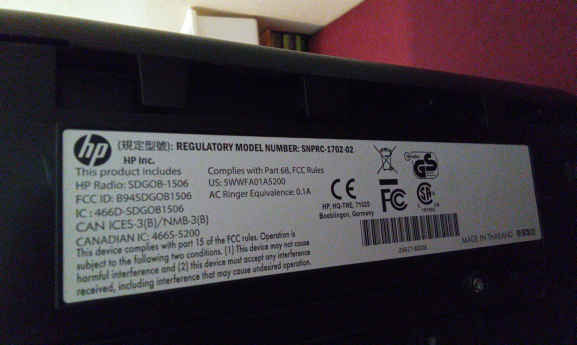 hp (規定型號): REGULATORY MODEL NUMBER: SNPRC-1702-02
HP Inc.
This product includes
HP Radio: SDGOB-1506
FCC ID: B94SDGOB1506
IC : 466D-SDGOB1506
CAN ICES-3(B)/NMB-3(B)
CANADIAN IC: 466S-5200
This device complies with part 15 of the FCC rules. Operation is
subject to the following two conditions. (1) This device may not cause
harmful interference and (2) this device must accept any interference
received, including interference that may cause undesired operation.
Complies with Part 68, FCC Rules
US: 5WWFA01A5200
AC Ringer Equivalence: 0.1A
CE
HP, HQ-TRE, 71025
Boeblingen, Germany
FC
GS
MADE IN THAILAND